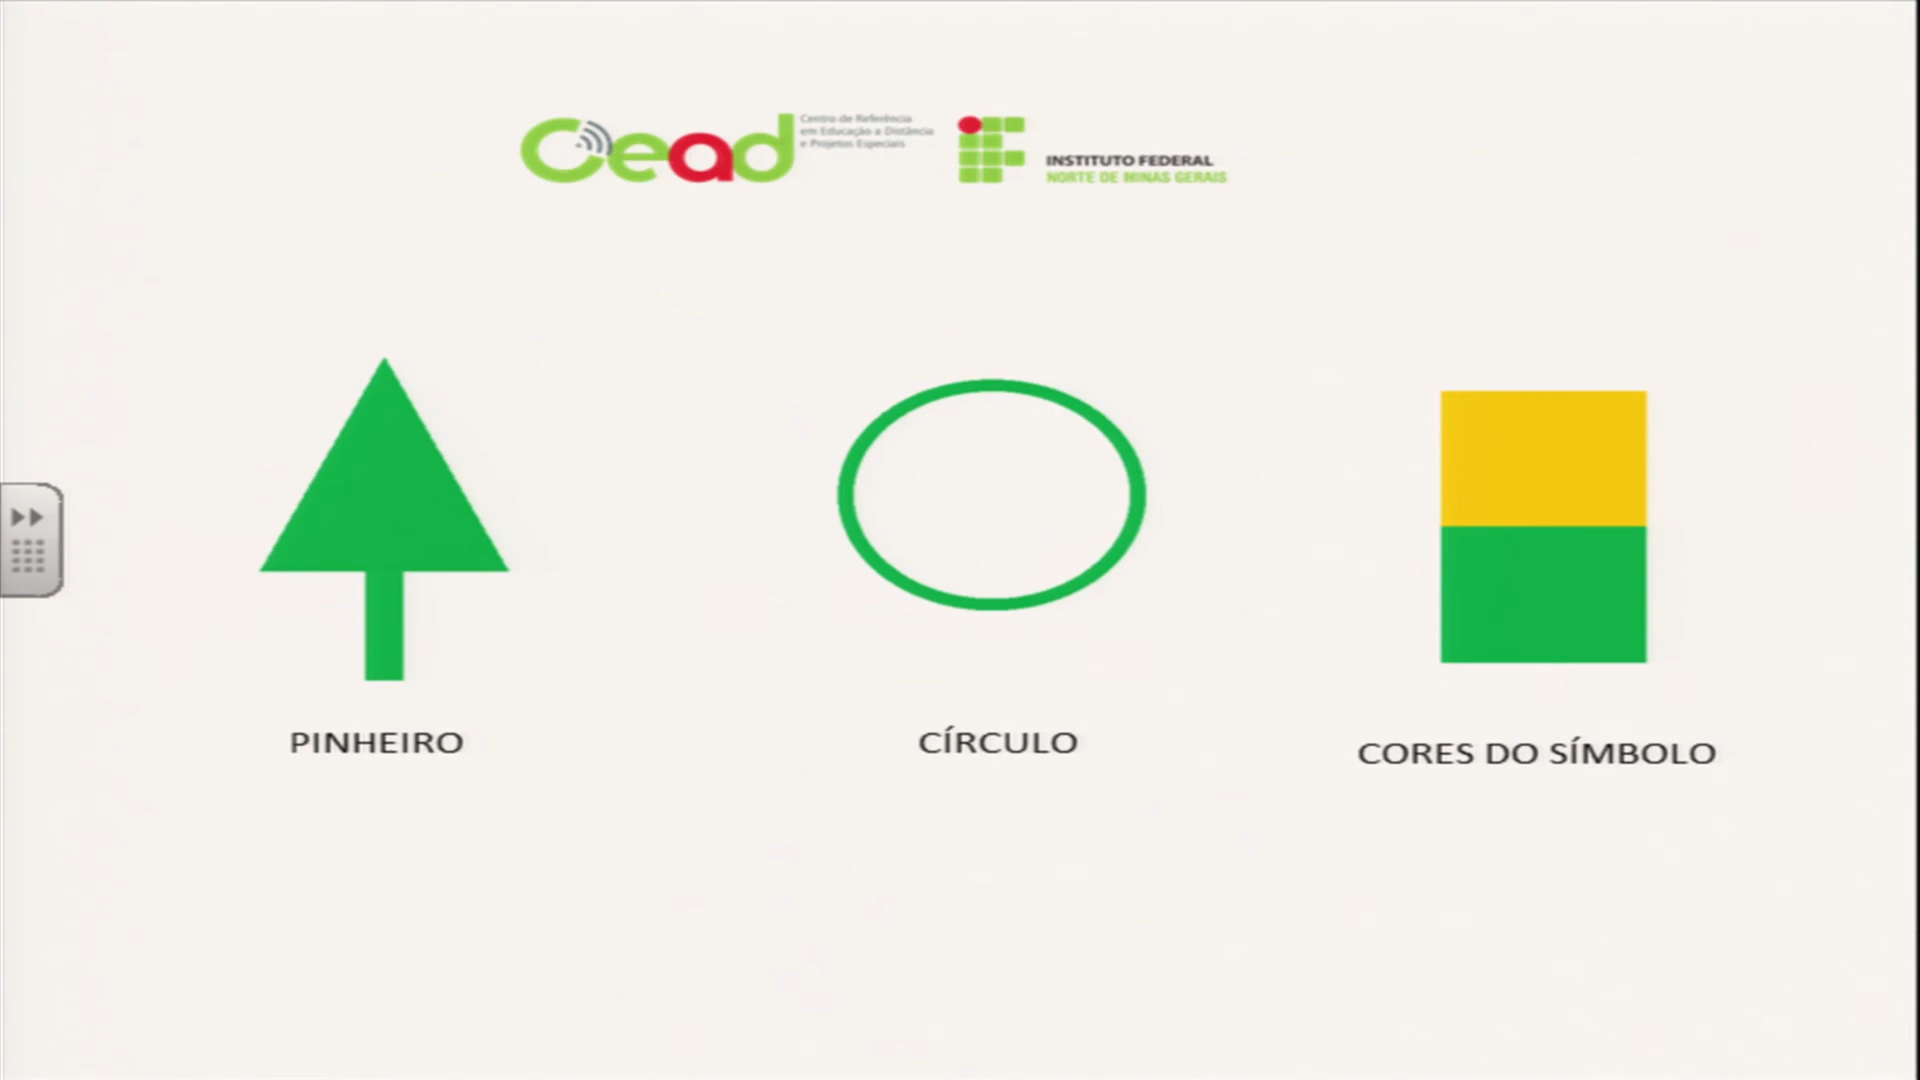 Cead
Centro de Referência
em Educação a Distância
e Projetos Especiais
INSTITUTO FEDERAL
NORTE DE MINAS GERAIS
PINHEIRO
CÍRCULO
CORES DO SÍMBOLO